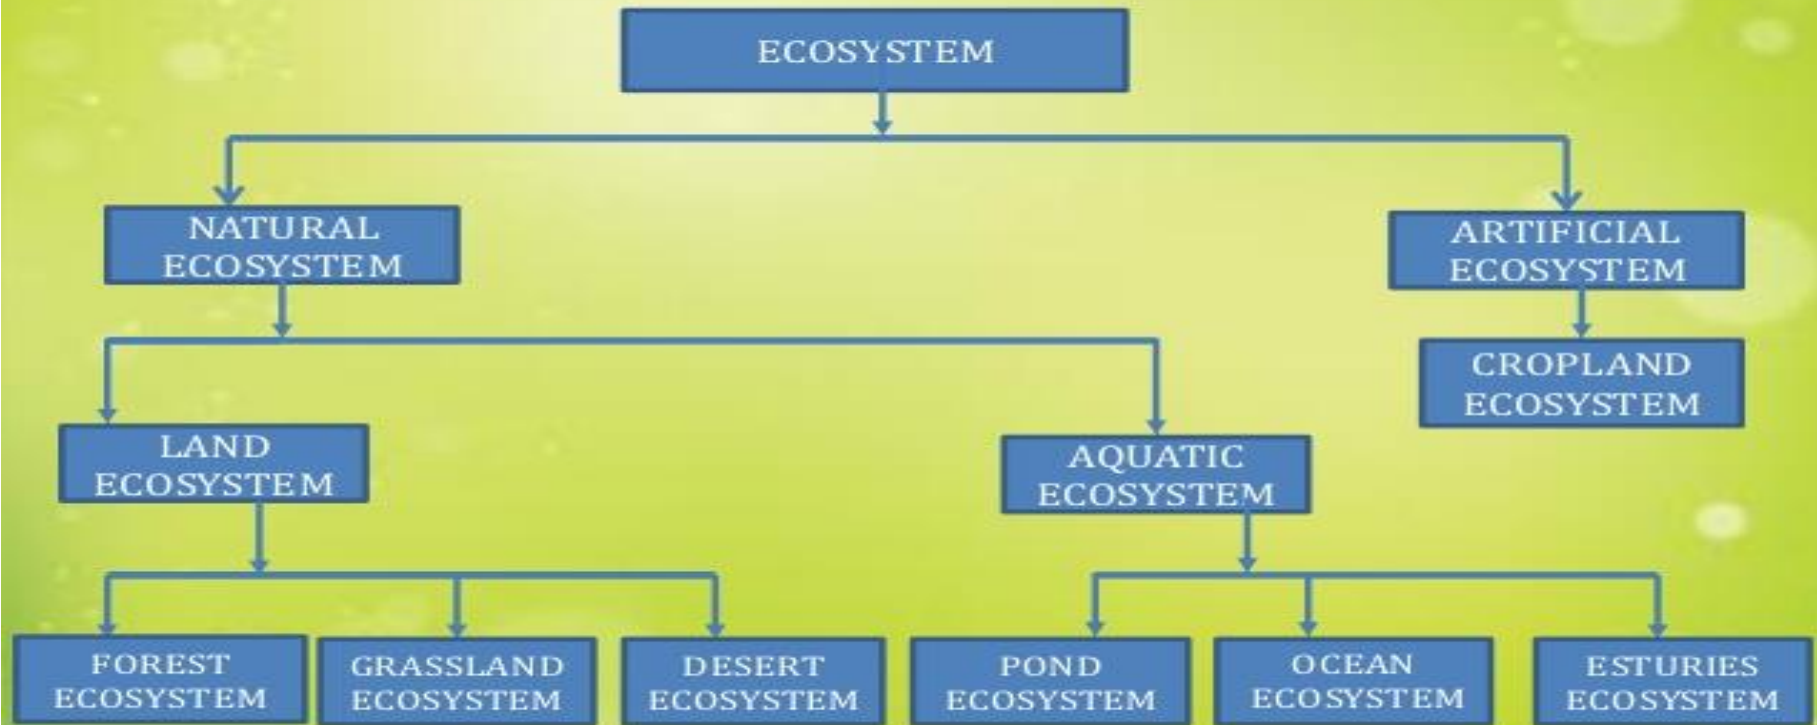 ECOSYSTEM
NATURAL
ECOSYSTEM
ARTIFICIAL
ECOSYSTEM
CROPLAND
ECOSYSTEM
LAND
ECOSYSTEM
AQUATIC
ECOSYSTEM
FOREST
ECOSYSTEM
GRASSLAND
ECOSYSTEM
DESERT
ECOSYSTEM
POND
ECOSYSTEM
OCEAN
ECOSYSTEM
ESTURIES
ECOSYSTEM